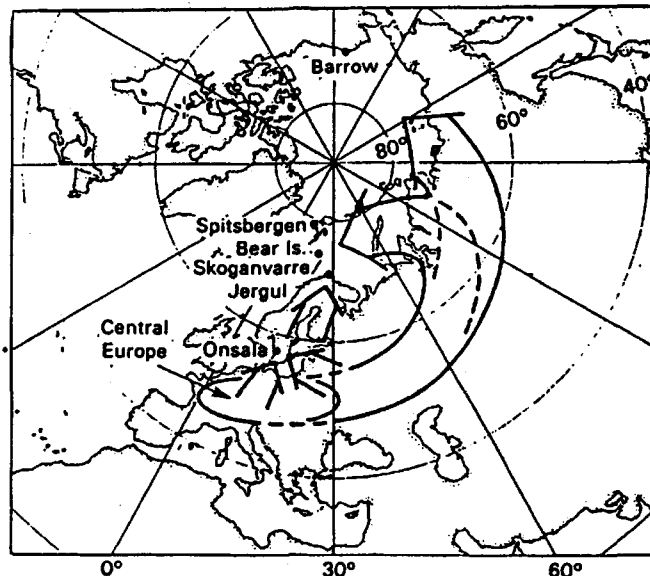 Barrow
40°
60°
80°
Spitsbergen
Bear Is.
Skoganvarre
Jergul
Central
Europe
Onsala
0°
30°
60°